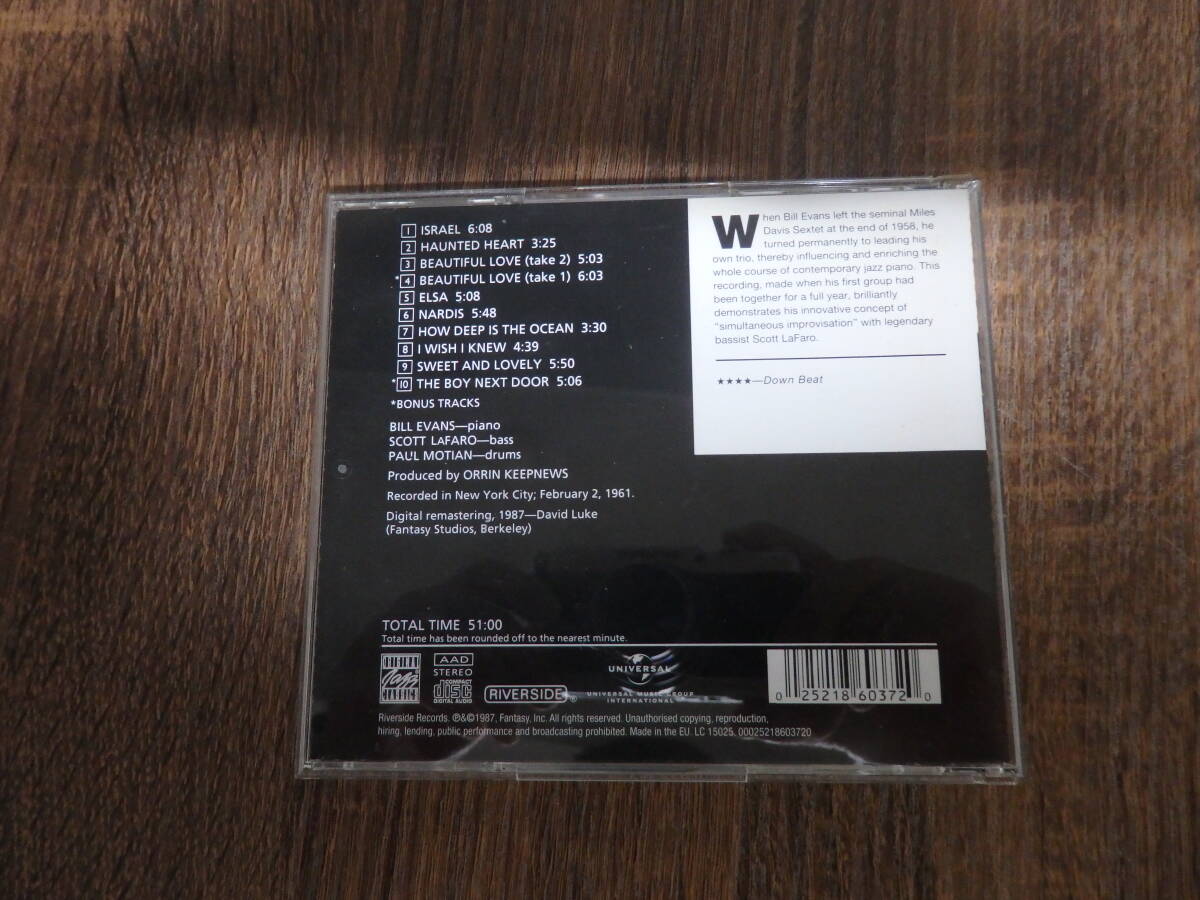 1 ISRAEL 6:08
2 HAUNTED HEART 3:25
3 BEAUTIFUL LOVE (take 2) 5:03
*4 BEAUTIFUL LOVE (take 1) 6:03
5 ELSA 5:08
6 NARDIS 5:48
7 HOW DEEP IS THE OCEAN 3:30
8 I WISH I KNEW 4:39
9 SWEET AND LOVELY 5:50
*10 THE BOY NEXT DOOR 5:06
*BONUS TRACKS
BILL EVANS—piano
SCOTT LaFARO—bass
PAUL MOTIAN—drums
Produced by ORRIN KEEPNEWS
Recorded in New York City; February 2, 1961.
Digital remastering, 1987—David Luke
(Fantasy Studios, Berkeley)
When Bill Evans left the seminal Miles
Davis Sextet at the end of 1958, he
turned permanently to leading his
own trio, thereby influencing and enriching the
whole course of contemporary jazz piano. This
recording, made when his first group had
been together for a full year, brilliantly
demonstrates his innovative concept of
"simultaneous improvisation" with legendary
bassist Scott LaFaro.
★★★★—Down Beat
TOTAL TIME 51:00
Total time has been rounded off to the nearest minute.
ORIGINAL
Jazz
CLASSICS
AAD
STEREO
COMPACT
disc
DIGITAL AUDIO
RIVERSIDE®
UNIVERSAL
UNIVERSAL MUSIC GROUP
INTERNATIONAL
0 25218 60372 0
Riverside Records. ℗&©1987, Fantasy, Inc. All rights reserved. Unauthorised copying, reproduction,
hiring, lending, public performance and broadcasting prohibited. Made in the EU. LC 15025. 00025218603720